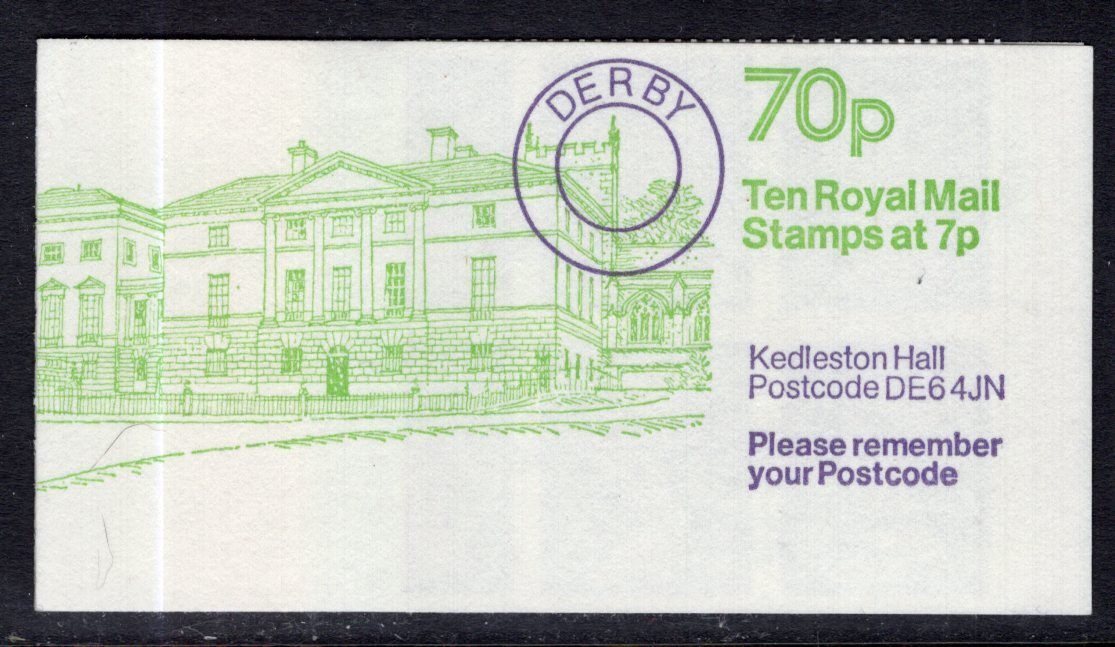 DERBY
70p
Ten Royal Mail
Stamps at 7p
Kedleston Hall
Postcode DE6 4JN
Please remember
your Postcode